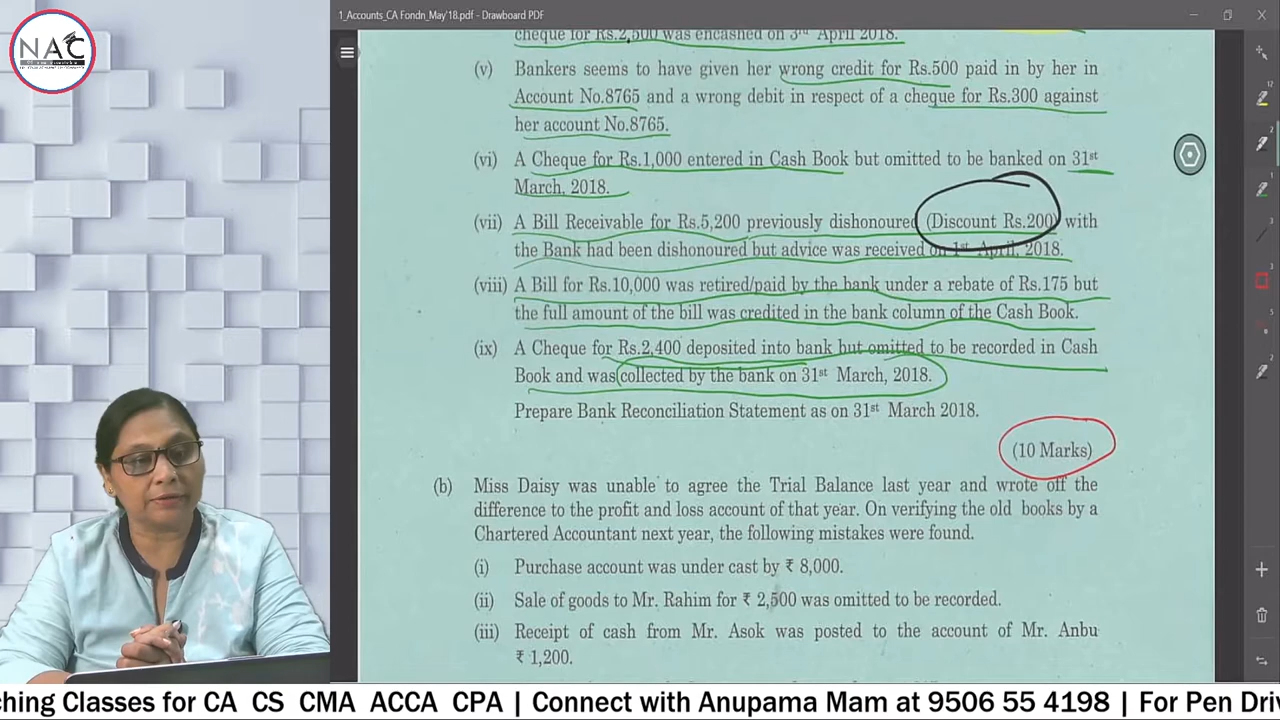 1_Accounts_CA Fondn_May'18.pdf - Drawboard PDF
NAC
cheque for Rs.2,500 was encashed on 3rd April 2018.
(v) Bankers seems to have given her wrong credit for Rs.500 paid in by her in
Account No.8765 and a wrong debit in respect of a cheque for Rs.300 against
her account No.8765.
(vi) A Cheque for Rs.1,000 entered in Cash Book but omitted to be banked on 31st
March, 2018.
(vii) A Bill Receivable for Rs.5,200 previously dishonoured (Discount Rs.200) with
the Bank had been dishonoured but advice was received on 1st April, 2018.
(viii) A Bill for Rs.10,000 was retired/paid by the bank under a rebate of Rs.175 but
the full amount of the bill was credited in the bank column of the Cash Book.
(ix) A Cheque for Rs.2,400 deposited into bank but omitted to be recorded in Cash
Book and was collected by the bank on 31st March, 2018.
Prepare Bank Reconciliation Statement as on 31st March 2018.
(10 Marks)
(b) Miss Daisy was unable to agree the Trial Balance last year and wrote off the
difference to the profit and loss account of that year. On verifying the old books by a
Chartered Accountant next year, the following mistakes were found.
(i) Purchase account was under cast by ₹ 8,000.
(ii) Sale of goods to Mr. Rahim for ₹ 2,500 was omitted to be recorded.
(iii) Receipt of cash from Mr. Asok was posted to the account of Mr. Anbu
₹ 1,200.
ching Classes for CA CS CMA ACCA CPA | Connect with Anupama Mam at 9506 55 4198 | For Pen Driv